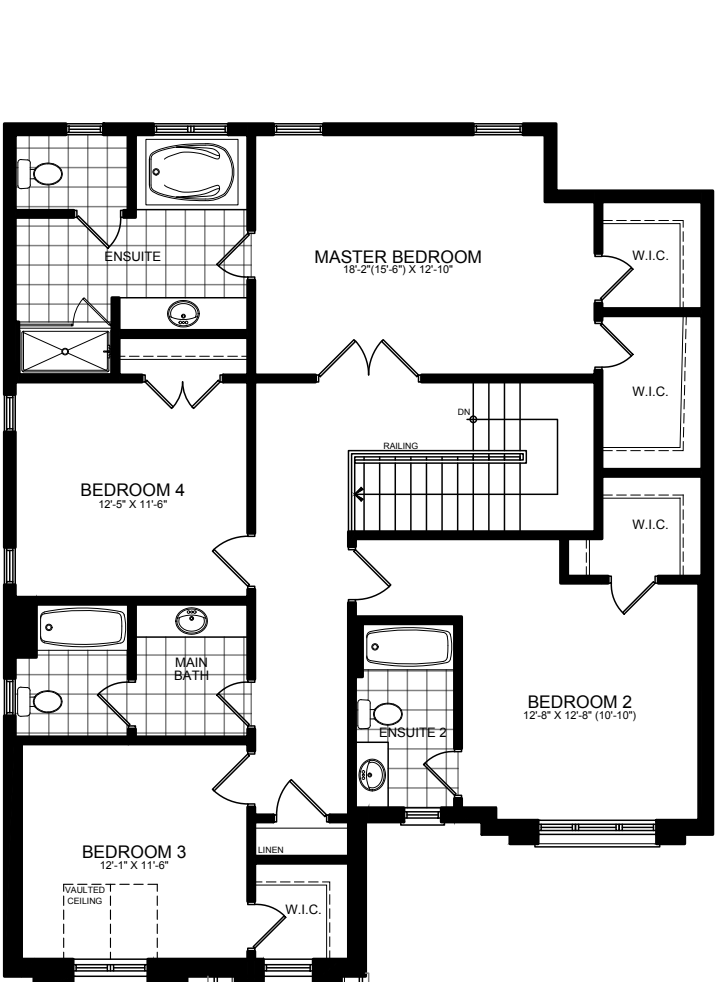 ENSUITE
MASTER BEDROOM
18'-2"(15'-6") X 12'-10"
W.I.C.
W.I.C.
DN
RAILING
BEDROOM 4
12'-5" X 11'-6"
W.I.C.
MAIN
BATH
BEDROOM 2
12'-8" X 12'-8" (10'-10")
ENSUITE 2
BEDROOM 3
12'-1" X 11'-6"
LINEN
VAULTED
CEILING
W.I.C.